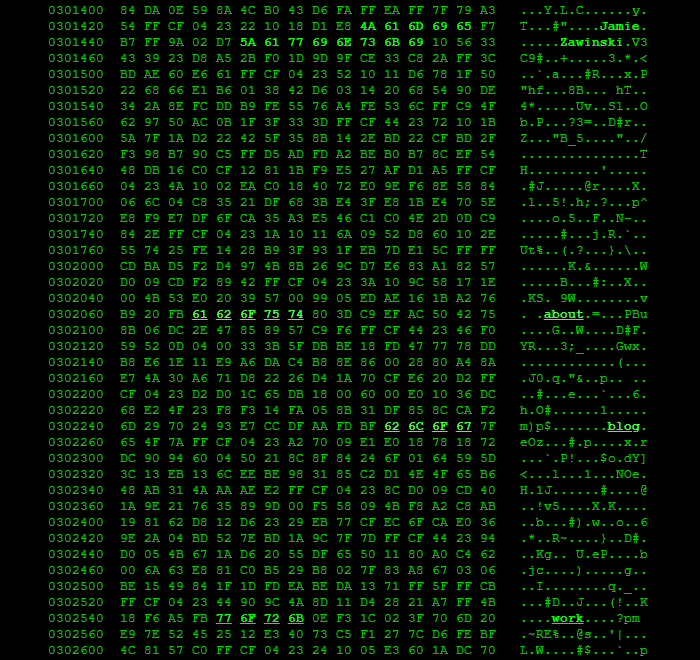 0301400 84 DA 0E 59 8A 4C B0 43 D6 FA FF EA FF 7F 79 A3 ...Y.L.C......y.
0301420 54 FF CF 04 23 22 10 18 D1 E8 4A 61 6D 69 65 F7 T...#"....Jamie.
0301440 B7 FF 9A 02 D7 5A 61 77 69 6E 73 6B 69 10 56 33 .....Zawinski.V3
0301460 43 39 23 D8 A5 2B F0 1D 9D 9F CE 33 C8 2A FF 3C C9#..+.....3.*.<
0301500 BD AE 60 E6 61 FF CF 04 23 52 10 11 D6 78 1F 50 ..`.a...#R...x.P
0301520 22 68 66 E1 B6 01 38 42 D6 03 14 20 68 54 90 DE "hf...8B... hT..
0301540 34 2A 8E FC DD B9 FE 55 76 A4 FE 53 6C FF C9 4F 4*.....Uv..Sl..O
0301560 62 97 50 AC 0B 1F 3F 33 3D FF CF 44 23 72 10 1B b.P...?3=..D#r..
0301600 5A 7F 1A D2 22 42 5F 35 8B 14 2E BD 22 CF BD 2F Z..."B_5...."../
0301620 F3 98 B7 90 C5 FF D5 AD FD A2 BE B0 B7 8C EF 54 ...............T
0301640 48 DB 16 C0 CF 12 81 1B F9 E5 27 AF D1 A5 FF CF H.........'.....
0301660 04 23 4A 10 02 EA C0 18 40 72 E0 9E F6 8E 58 84 .#J.....@r....X.
0301700 06 6C 04 C8 35 21 DF 68 3B E4 3F E8 1B E4 70 5E .l..5!.h;.?...p^
0301720 E8 F9 E7 DF 6F CA 35 A3 E5 46 C1 C0 4E 2D 0D C9 ....o.5..F..N-..
0301740 84 2E FF CF 04 23 1A 10 11 6A 09 52 D8 60 10 2E .....#...j.R.`..
0301760 55 74 25 FE 14 28 B9 3F 93 1F EB 7D E1 5C FF FF Ut%..(.?...}.\..
0302000 CD BA D5 F2 D4 97 4B 8B 26 9C D7 E6 83 A1 82 57 ......K.&......W
0302020 D0 09 CD F2 89 42 FF CF 04 23 3A 10 9C 58 17 1E .....B...#:..X..
0302040 00 4B 53 E0 20 39 57 00 99 05 ED AE 16 1B A2 76 .KS. 9W........v
0302060 B9 20 FB 61 62 6F 75 74 80 3D C9 EF AC 50 42 75 . .about.=...PBu
0302100 8B 06 DC 2E 47 85 89 57 C9 F6 FF CF 44 23 46 F0 ....G..W....D#F.
0302120 59 52 0D 04 00 33 3B 5F DB BE 18 FD 47 77 78 DD YR...3;_....Gwx.
0302140 B8 E6 1E 11 E9 A6 DA C4 B8 8E 86 00 28 80 A4 8A ............(...
0302160 E7 4A 30 A6 71 D8 22 26 D4 1A 70 CF E6 20 D2 FF .J0.q."&..p.. ..
0302200 CF 04 23 D2 D0 1C 65 DB 18 00 60 00 E0 10 36 DC ..#...e...`...6.
0302220 68 E2 4F 23 F8 F3 14 FA 05 8B 31 DF 85 8C CA F2 h.O#......1.....
0302240 6D 29 70 24 93 E7 CC DF AA FD BF 62 6C 6F 67 7F m)p$.......blog.
0302260 65 4F 7A FF CF 04 23 A2 70 09 E1 E0 18 78 18 72 eOz...#.p....x.r
0302300 DC 90 94 60 04 50 21 8C 8F 84 24 6F E1 64 59 5D ...`.P!...$o.dY]
0302320 3C 13 EB 13 6C EE BE 98 31 85 C2 D1 4E 4F 65 9E <...l...1...NOe.
0302340 48 AB 31 4A AA AE E2 FF CF 04 23 8C D0 09 CD 40 H.1J......#....@
0302360 1A 9E 21 76 35 89 9D 00 F5 58 09 4B F8 A2 C8 AB ..!v5....X.K....
0302400 19 81 62 D8 12 D6 23 29 EB 77 CF EC 6F CA E0 36 ..b...#).w..o..6
0302420 9E 2A 04 BD 52 7E BD 1A 9C 7F 7D FF CF 44 23 94 .*..R~....}..D#.
0302440 D0 05 4B 67 1A D6 20 55 DF 65 50 11 80 A0 C4 62 ..Kg.. U.eP....b
0302460 00 6A 63 E8 81 C0 B5 29 B8 02 7F 83 A8 67 03 06 .jc....).....g..
0302500 BE 15 49 84 1F 1D FD EA BE DA 13 71 FF 5F FF CB ..I........q._..
0302520 FF CF 04 23 44 90 9C 4A 8D 11 D4 28 21 A7 FF 4B ...#D..J...(!..K
0302540 18 F6 A5 FB 77 6F 72 6B 0E F3 1C 02 3F 70 6D 20 ....work....?pm
0302560 E9 7E 52 45 25 12 E3 40 73 C5 F1 27 7C D6 FE BF .~RE%..@s..'|...
0302600 4C 81 57 C0 FF CF 04 23 24 10 05 E3 60 1A DC 70 L.W....#$...`..p